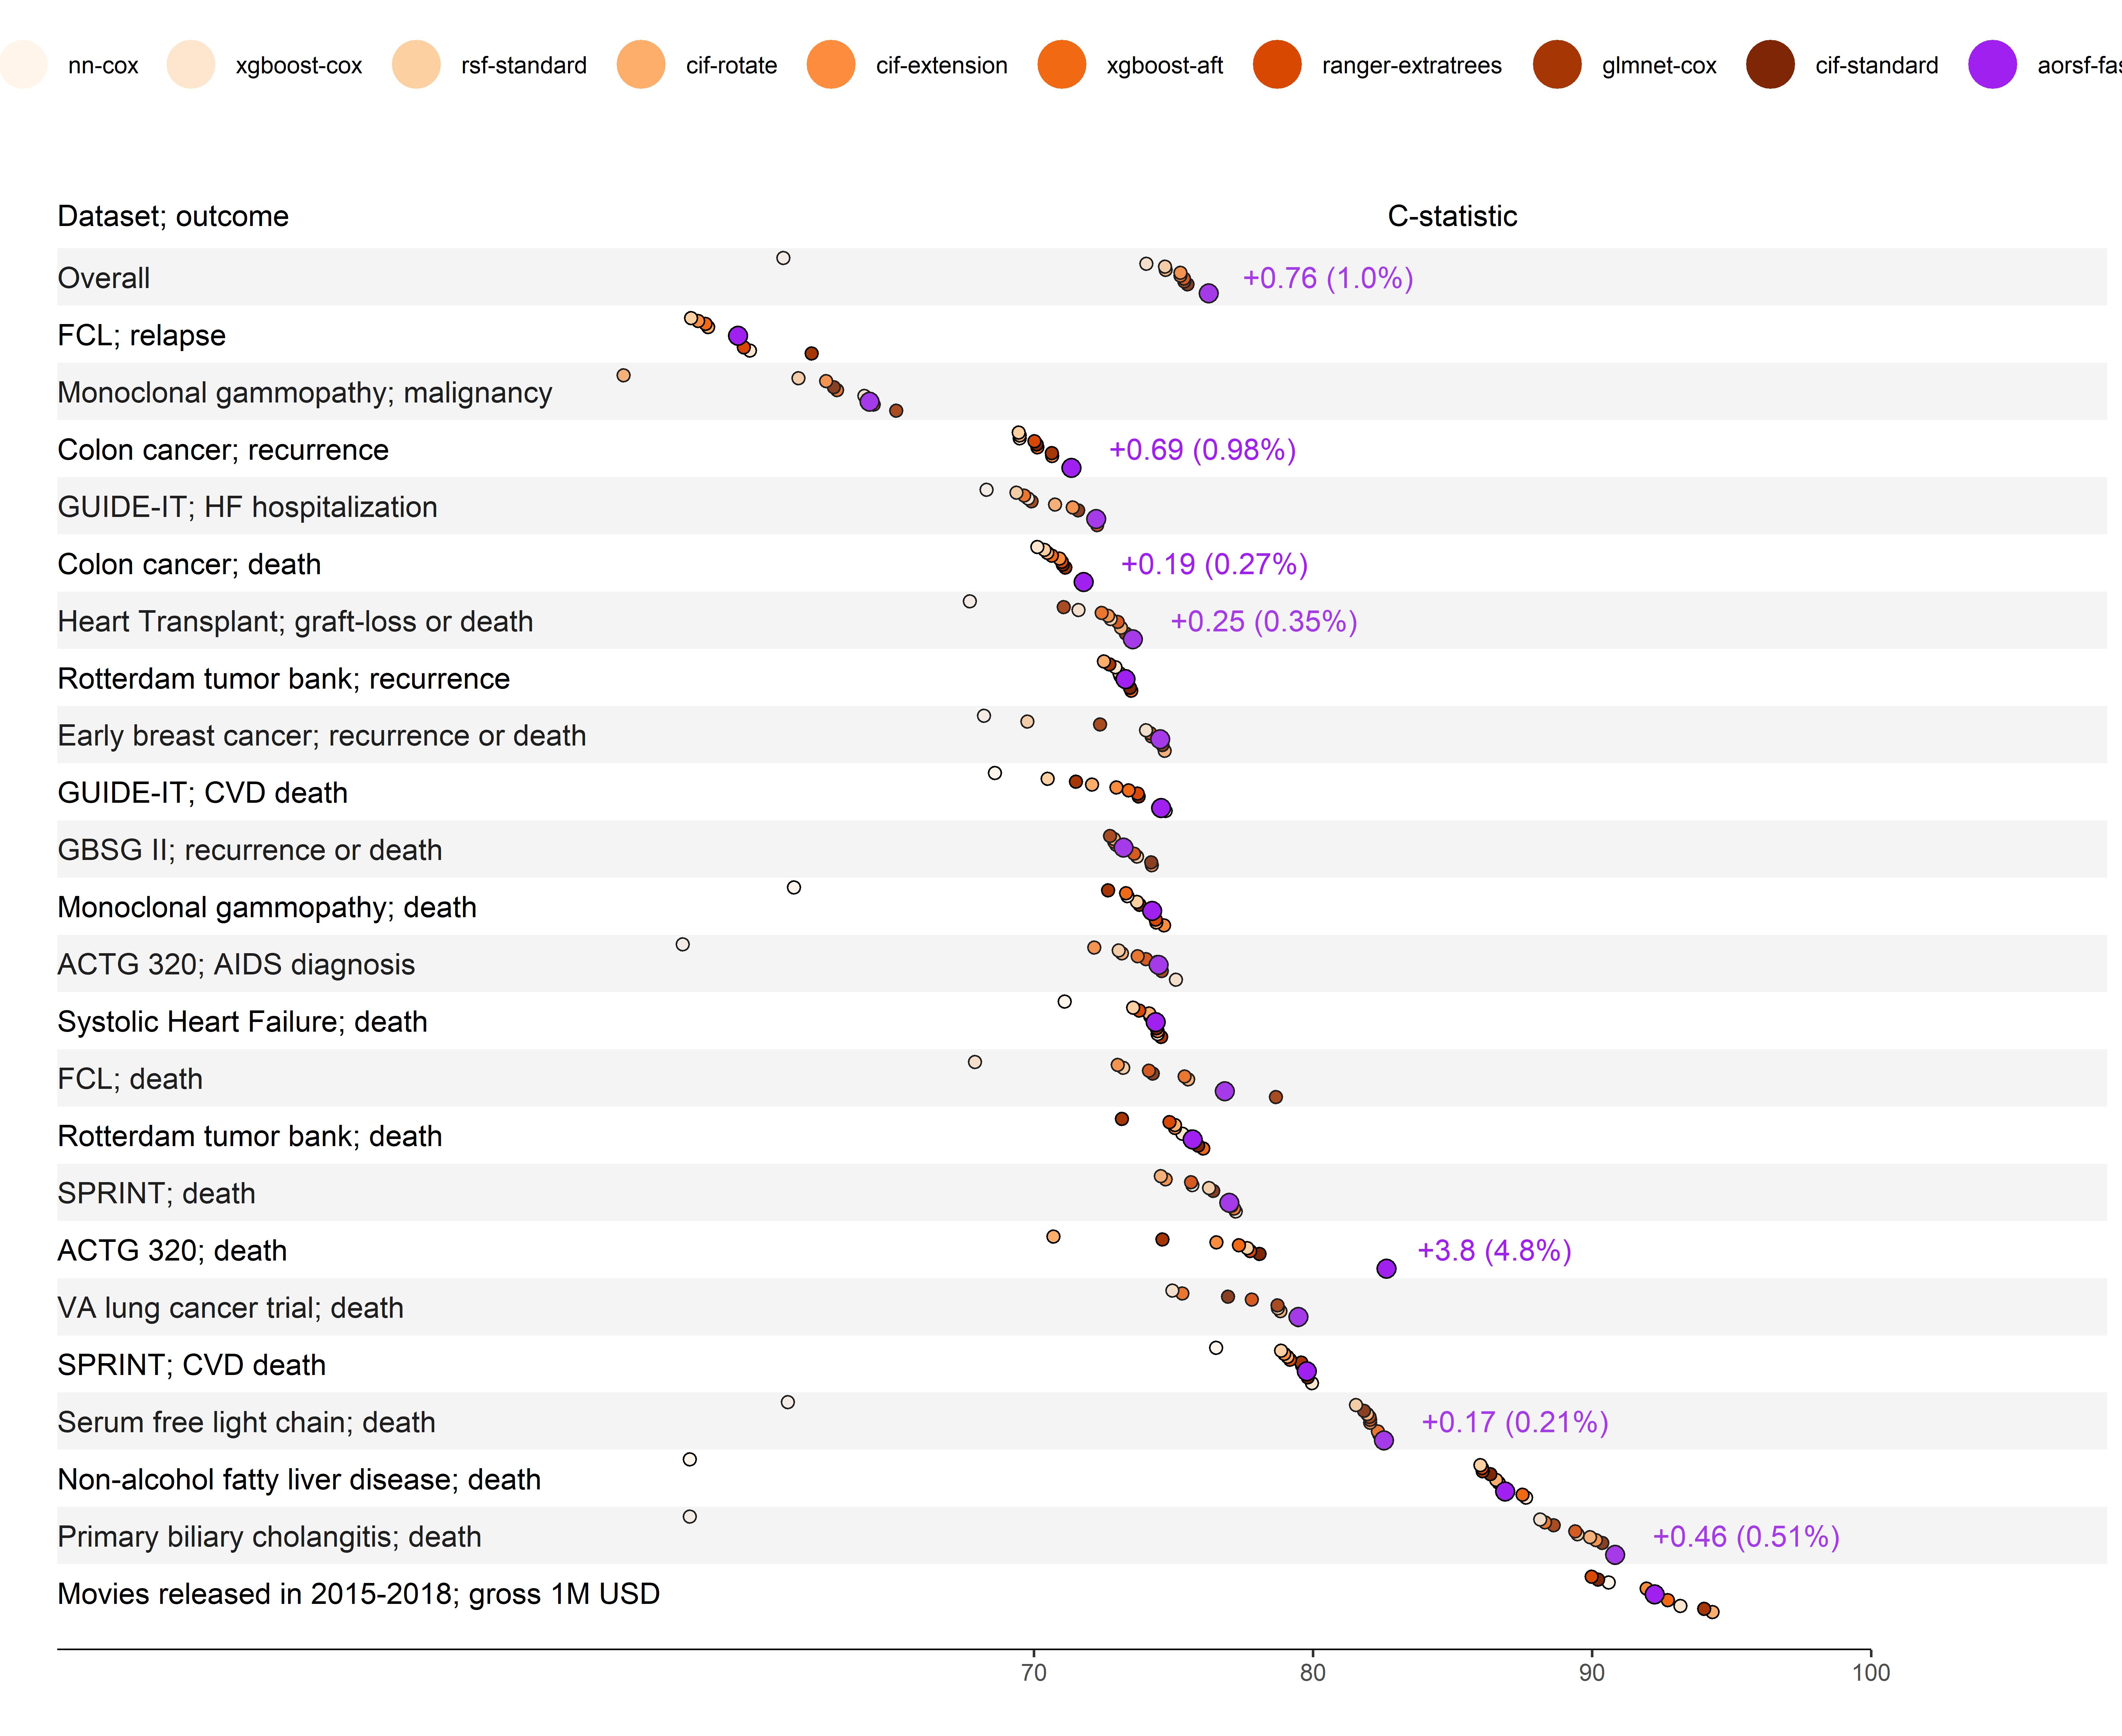 nn-cox xgboost-cox rsf-standard cif-rotate cif-extension xgboost-aft ranger-extratrees glmnet-cox cif-standard
Dataset; outcome C-statistic
Overall +0.76 (1.0%)
FCL; relapse
Monoclonal gammopathy; malignancy
Colon cancer; recurrence +0.69 (0.98%)
GUIDE-IT; HF hospitalization
Colon cancer; death +0.19 (0.27%)
Heart Transplant; graft-loss or death +0.25 (0.35%)
Rotterdam tumor bank; recurrence
Early breast cancer; recurrence or death
GUIDE-IT; CVD death
GBSG II; recurrence or death
Monoclonal gammopathy; death
ACTG 320; AIDS diagnosis
Systolic Heart Failure; death
FCL; death
Rotterdam tumor bank; death
SPRINT; death
ACTG 320; death +3.8 (4.8%)
VA lung cancer trial; death
SPRINT; CVD death
Serum free light chain; death +0.17 (0.21%)
Non-alcohol fatty liver disease; death
Primary biliary cholangitis; death +0.46 (0.51%)
Movies released in 2015-2018; gross 1M USD
70 80 90 100